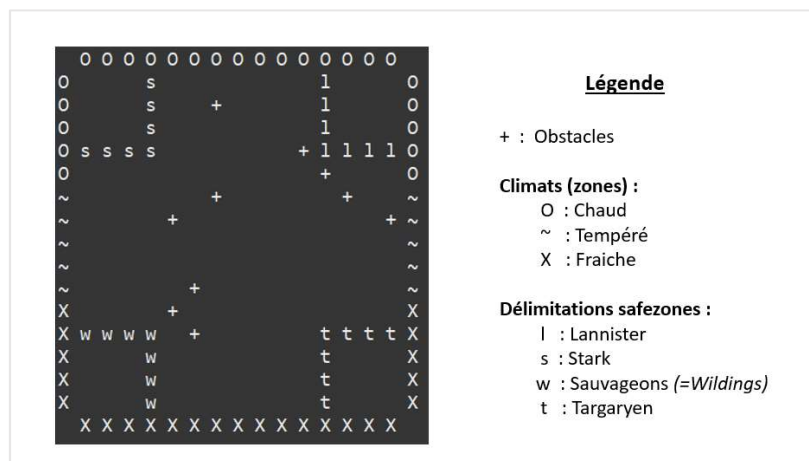 O O O O O O O O O O O O O O O
O s l O
O s + l O
O s l O
O s s s s + l l l l O
O + O
~ + + ~
~ + + ~
~ ~
~ ~
~ + ~
X + X
X w w w w + t t t t X
X w t X
X w t X
X w t X
X X X X X X X X X X X X X X X
Légende
+ : Obstacles
Climats (zones) :
O : Chaud
~ : Tempéré
X : Fraiche
Délimitations safezones :
l : Lannister
s : Stark
w : Sauvageons (=Wildings)
t : Targaryen